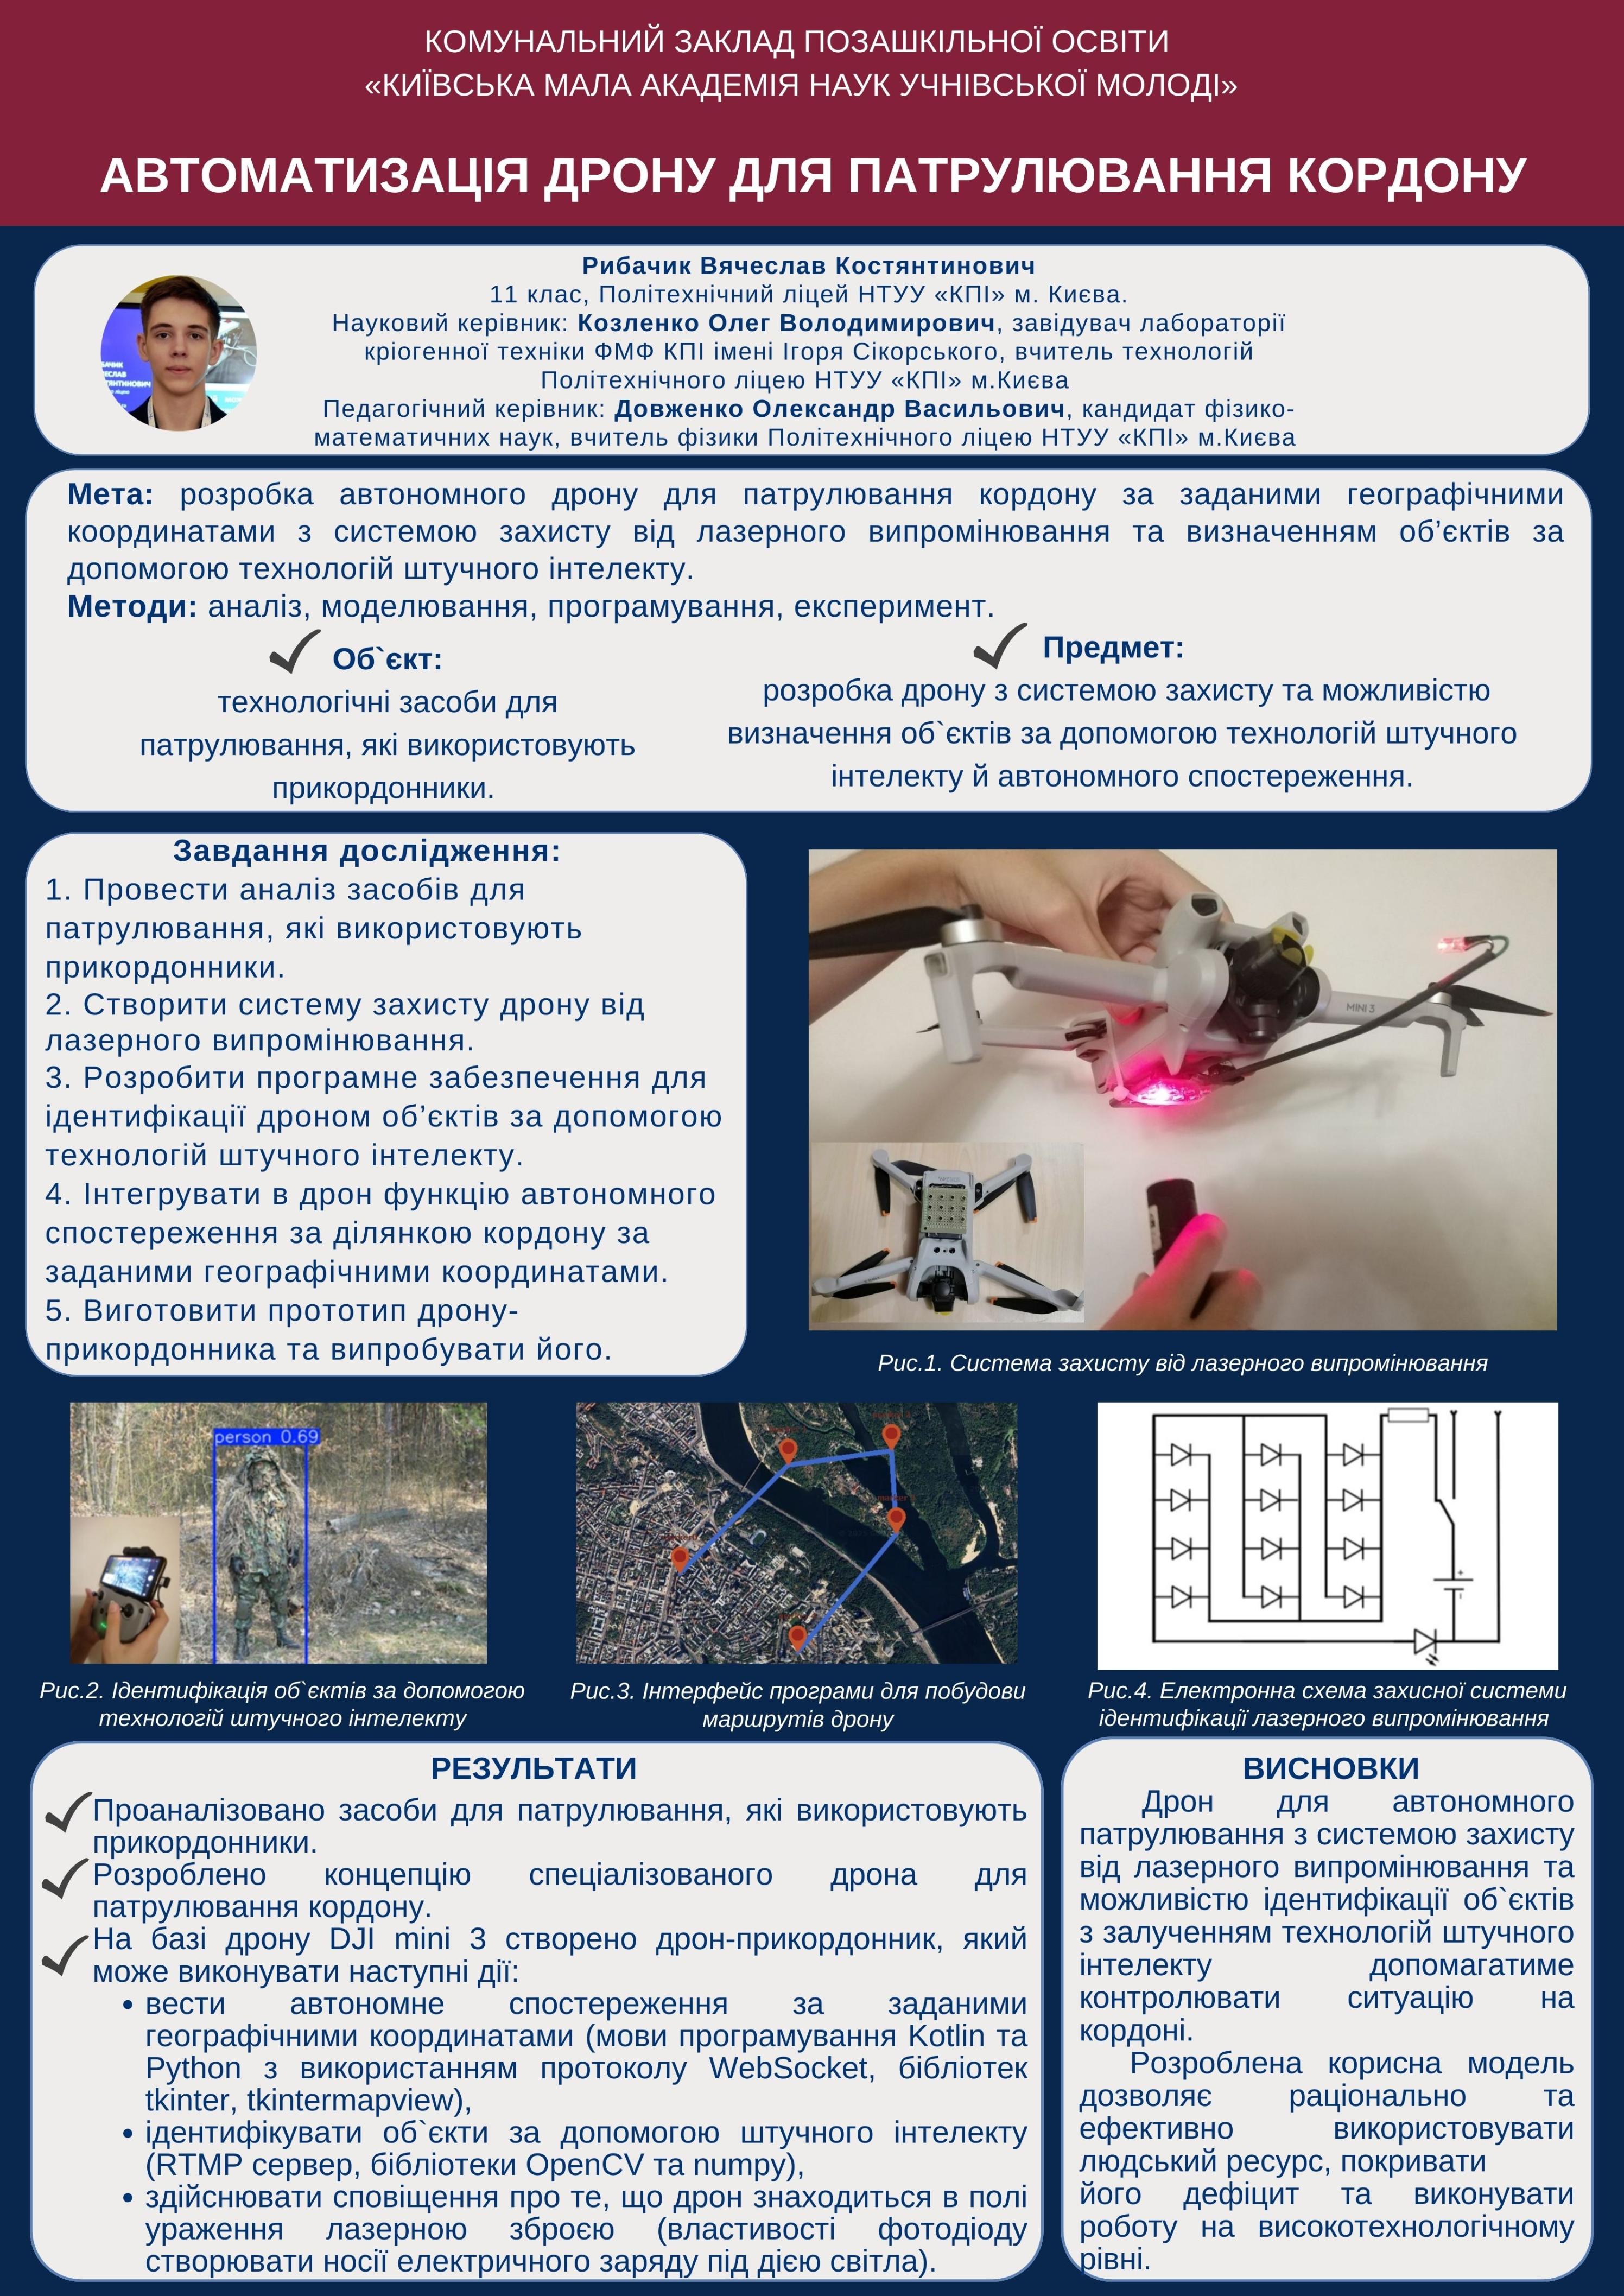 КОМУНАЛЬНИЙ ЗАКЛАД ПОЗАШКІЛЬНОЇ ОСВІТИ
«КИЇВСЬКА МАЛА АКАДЕМІЯ НАУК УЧНІВСЬКОЇ МОЛОДІ»
АВТОМАТИЗАЦІЯ ДРОНУ ДЛЯ ПАТРУЛЮВАННЯ КОРДОНУ
Рибачик Вячеслав Костянтинович
11 клас, Політехнічний ліцей НТУУ «КПІ» м. Києва.
Науковий керівник: Козленко Олег Володимирович, завідувач лабораторії
кріогенної техніки ФМФ КПІ імені Ігоря Сікорського, вчитель технологій
Політехнічного ліцею НТУУ «КПІ» м.Києва
Педагогічний керівник: Довженко Олександр Васильович, кандидат фізико-
математичних наук, вчитель фізики Політехнічного ліцею НТУУ «КПІ» м.Києва
Мета: розробка автономного дрону для патрулювання кордону за заданими географічними
координатами з системою захисту від лазерного випромінювання та визначенням об’єктів за
допомогою технологій штучного інтелекту.
Методи: аналіз, моделювання, програмування, експеримент.
Об`єкт:
технологічні засоби для
патрулювання, які використовують
прикордонники.
Предмет:
розробка дрону з системою захисту та можливістю
визначення об`єктів за допомогою технологій штучного
інтелекту й автономного спостереження.
Завдання дослідження:
1. Провести аналіз засобів для
патрулювання, які використовують
прикордонники.
2. Створити систему захисту дрону від
лазерного випромінювання.
3. Розробити програмне забезпечення для
ідентифікації дроном об’єктів за допомогою
технологій штучного інтелекту.
4. Інтегрувати в дрон функцію автономного
спостереження за ділянкою кордону за
заданими географічними координатами.
5. Виготовити прототип дрону-
прикордонника та випробувати його.
MINI 3
Рис.1. Система захисту від лазерного випромінювання
person 0.69
Рис.2. Ідентифікація об`єктів за допомогою
технологій штучного інтелекту
Рис.3. Інтерфейс програми для побудови
маршрутів дрону
Рис.4. Електронна схема захисної системи
ідентифікації лазерного випромінювання
РЕЗУЛЬТАТИ
Проаналізовано засоби для патрулювання, які використовують
прикордонники.
Розроблено концепцію спеціалізованого дрона для
патрулювання кордону.
На базі дрону DJI mini 3 створено дрон-прикордонник, який
може виконувати наступні дії:
• вести автономне спостереження за заданими
географічними координатами (мови програмування Kotlin та
Python з використанням протоколу WebSocket, бібліотек
tkinter, tkintermapview),
• ідентифікувати об`єкти за допомогою штучного інтелекту
(RTMP сервер, бібліотеки OpenCV та numpy),
• здійснювати сповіщення про те, що дрон знаходиться в полі
ураження лазерною зброєю (властивості фотодіоду
створювати носії електричного заряду під дією світла).
ВИСНОВКИ
Дрон для автономного
патрулювання з системою захисту
від лазерного випромінювання та
можливістю ідентифікації об`єктів
з залученням технологій штучного
інтелекту допомагатиме
контролювати ситуацію на
кордоні.
Розроблена корисна модель
дозволяє раціонально та
ефективно використовувати
людський ресурс, покривати
його дефіцит та виконувати
роботу на високотехнологічному
рівні.